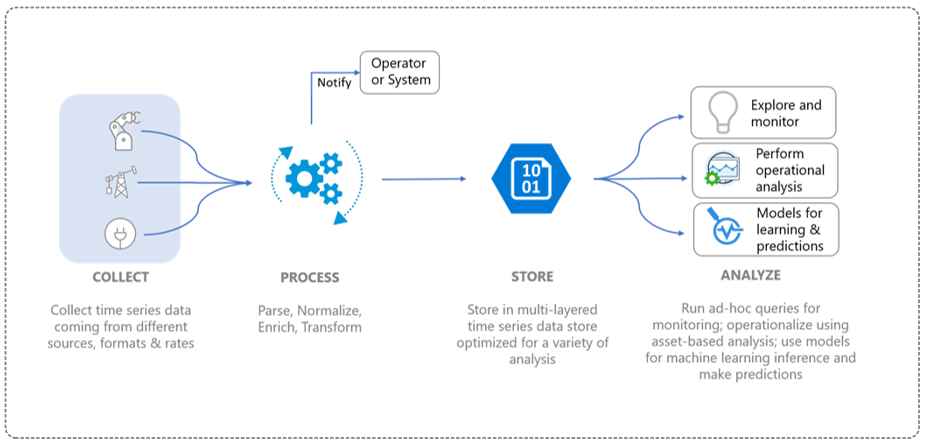 Operator
or System
Notify
Explore and
monitor
Perform
operational
analysis
10
01
Models for
learning &
predictions
COLLECT
PROCESS
STORE
ANALYZE
Collect time series data
coming from different
sources, formats & rates
Parse, Normalize,
Enrich, Transform
Store in multi-layered
time series data store
optimized for a variety of
analysis
Run ad-hoc queries for
monitoring; operationalize using
asset-based analysis; use models
for machine learning inference and
make predictions